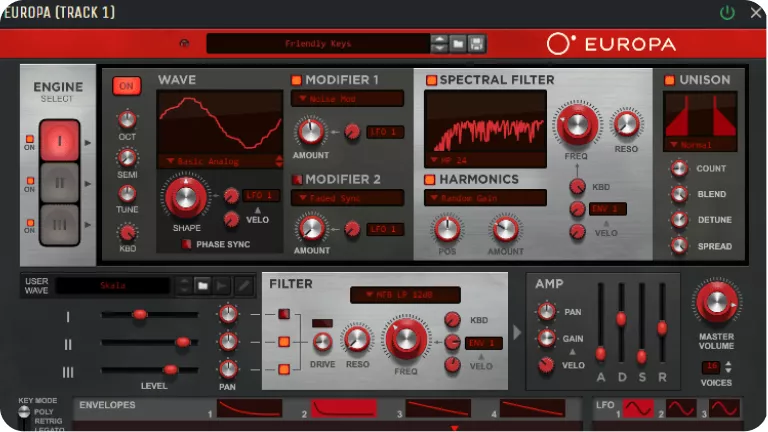 EUROPA (TRACK 1)
Friendly Keys
EUROPA
ENGINE
SELECT
ON
I
ON
II
ON
III
ON
OCT
SEMI
TUNE
KBD
WAVE
Basic Analog
SHAPE
LFO 1
VELO
PHASE SYNC
MODIFIER 1
Noise Mod
AMOUNT
LFO 1
MODIFIER 2
Faded Sync
AMOUNT
LFO 1
SPECTRAL FILTER
HP 24
FREQ
RESO
HARMONICS
Random Gain
POS
AMOUNT
KBD
ENV 1
VELO
UNISON
Normal
COUNT
BLEND
DETUNE
SPREAD
USER
WAVE
Skaia
I
II
III
LEVEL
PAN
FILTER
LP 12dB
DRIVE
RESO
FREQ
KBD
ENV 1
VELO
AMP
PAN
GAIN
VELO
A D S R
MASTER
VOLUME
16
VOICES
KEY MODE
POLY
RETRIG
LEGATO
ENVELOPES
1 2 3 4
LFO 1 2 3